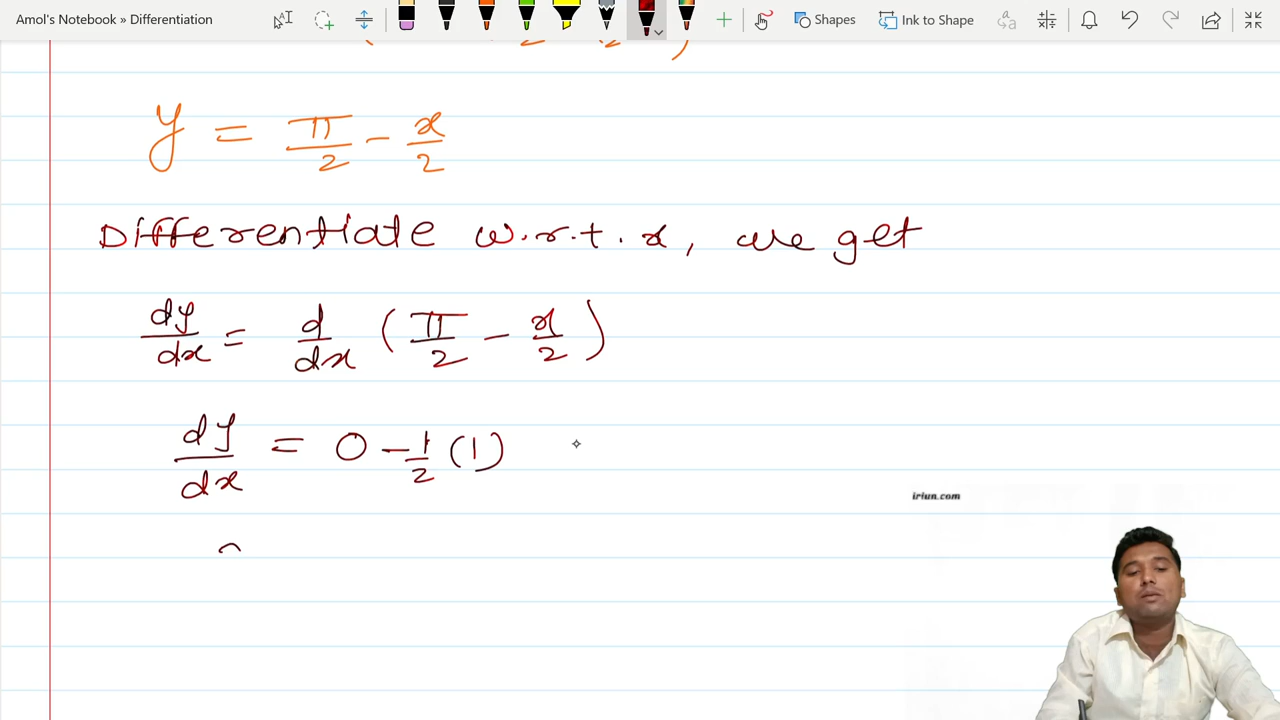 Amol's Notebook » Differentiation
Shapes
Ink to Shape
y = π/2 - x/2
Differentiate w.r.t. x, we get
dy/dx = d/dx (π/2 - x/2)
dy/dx = 0 - 1/2 (1)
iriun.com